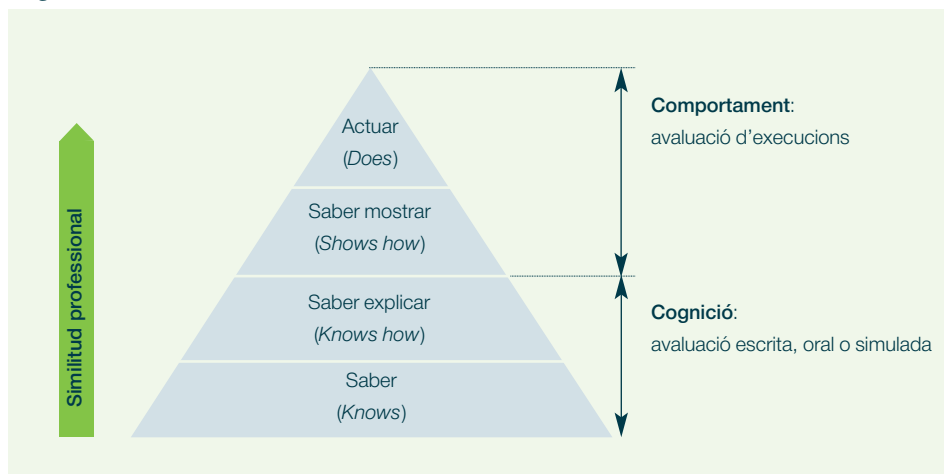 Actuar
(Does)
Saber mostrar
(Shows how)
Saber explicar
(Knows how)
Saber
(Knows)
Similitud professional
Comportament:
avaluació d’execucions
Cognició:
avaluació escrita, oral o simulada